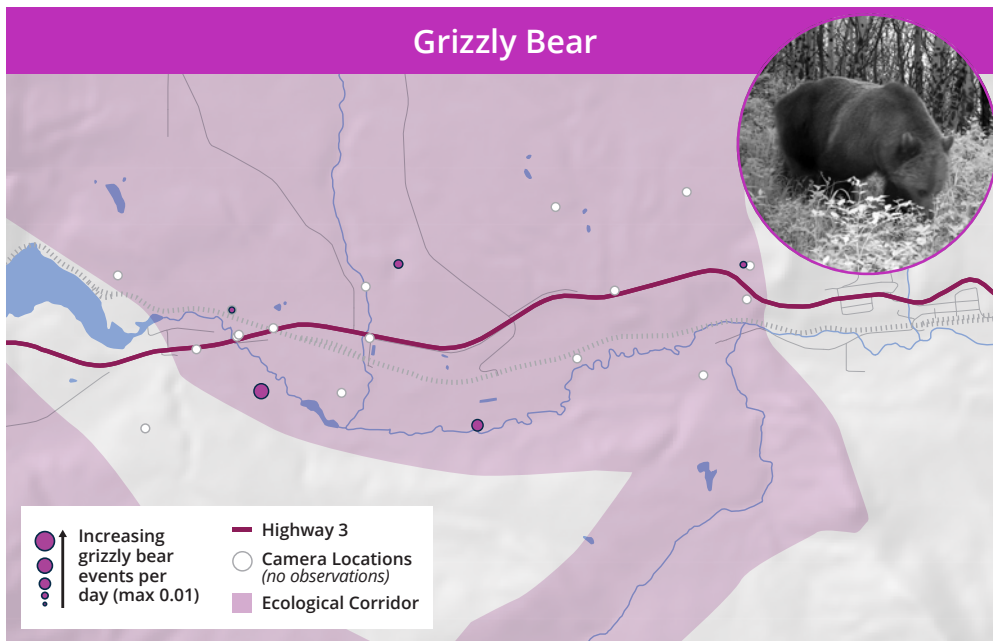 Grizzly Bear
Increasing
grizzly bear
events per
day (max 0.01)
Highway 3
Camera Locations
(no observations)
Ecological Corridor